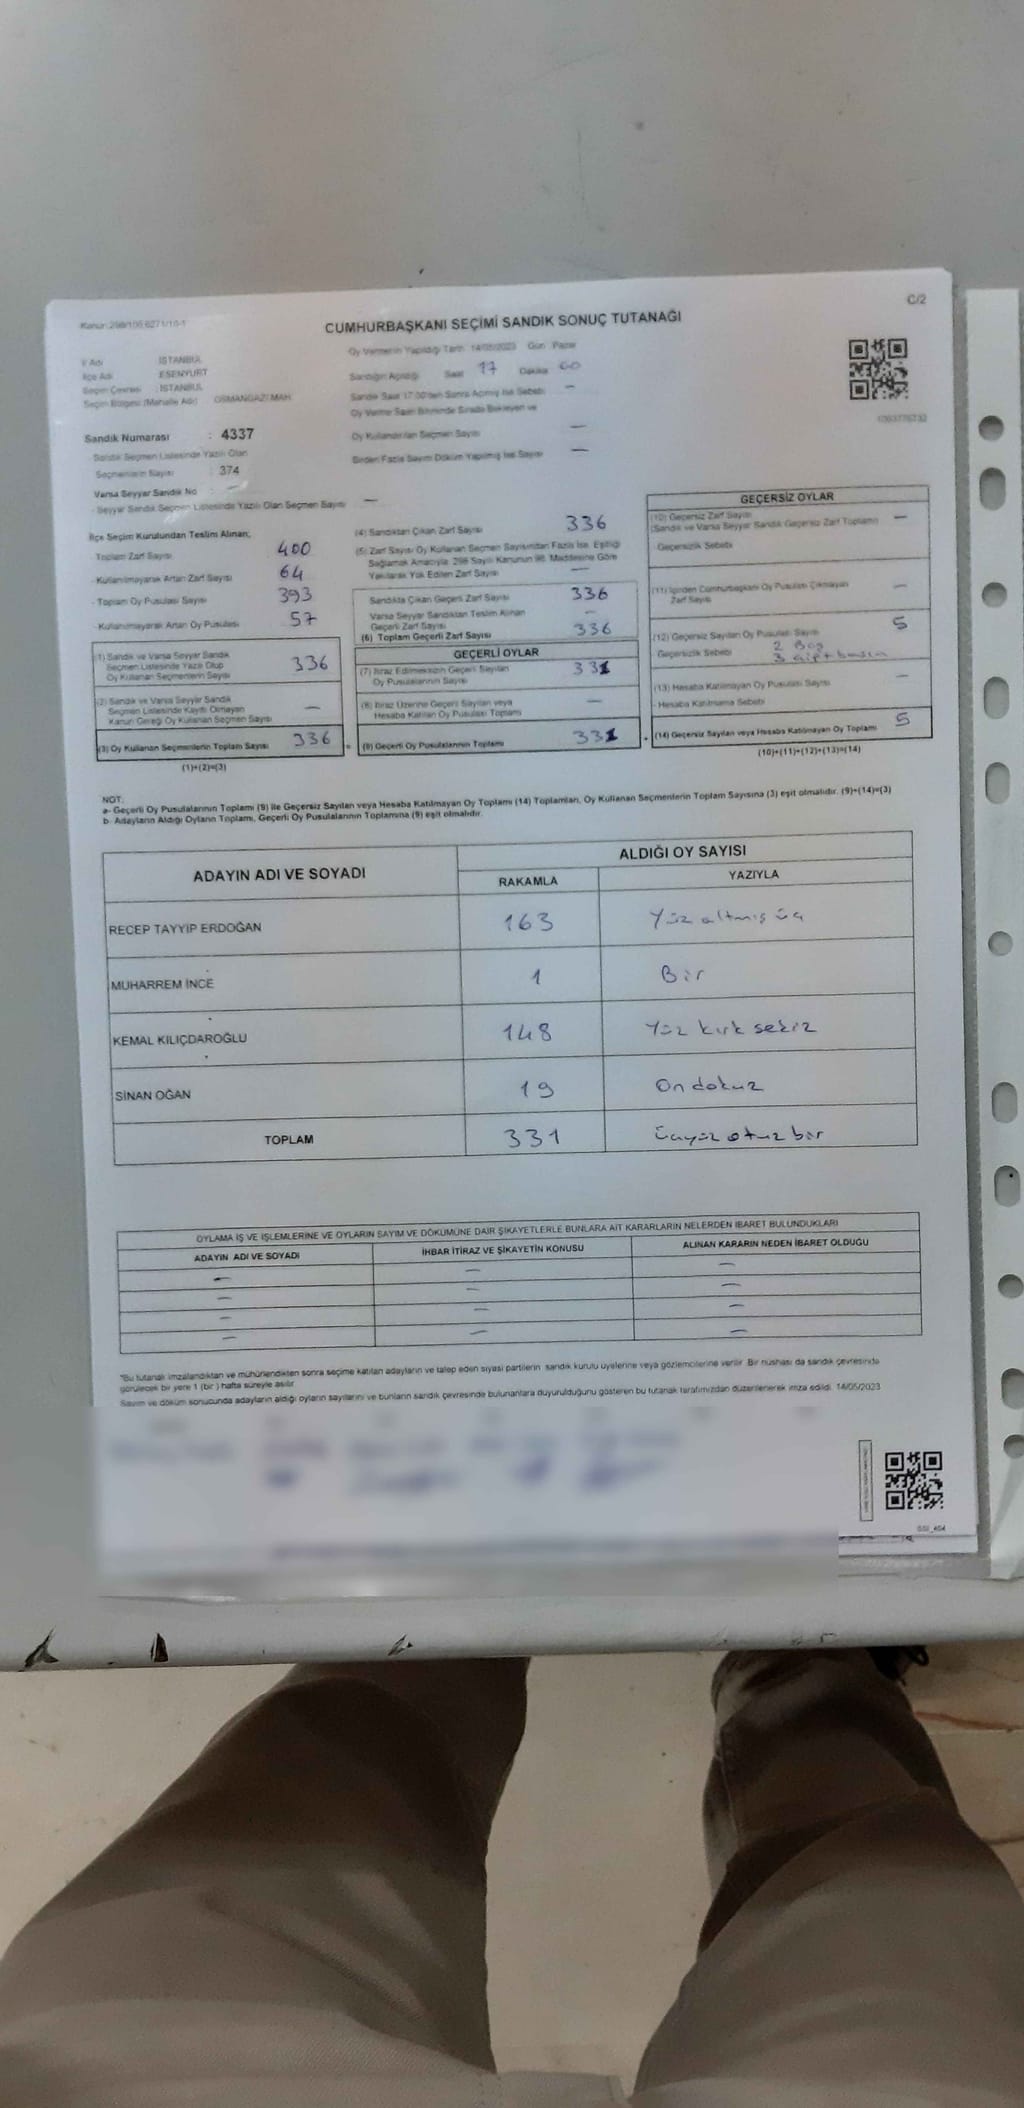 C/2
Kanun: 298/105 6271/10-1
CUMHURBAŞKANI SEÇİMİ SANDIK SONUÇ TUTANAĞI
İl Adı : İSTANBUL
İlçe Adı : ESENYURT
Seçim Çevresi : İSTANBUL
Seçim Bölgesi (Mahalle Adı) : OSMANGAZİ MAH.
Sandık Numarası : 4337
Sandık Seçmen Listesinde Yazılı Olan
Seçmenlerin Sayısı : 374
Varsa Seyyar Sandık No : —
- Seyyar Sandık Seçmen Listesinde Yazılı Olan Seçmen Sayısı —
Oy Vermenin Yapıldığı Tarih: 14/05/2023 Gün: Pazar
Sandığın Açıldığı Saat 17 Dakika 00
Sandık Saat 17.00'den Sonra Açılmış İse Sebebi —
Oy Verme Saati Bitiminde Sırada Bekleyen ve
Oy Kullandırılan Seçmen Sayısı —
Birden Fazla Sayım Döküm Yapılmış İse Sayısı —
İlçe Seçim Kurulundan Teslim Alınan;
- Toplam Zarf Sayısı 400
- Kullanılmayarak Artan Zarf Sayısı 64
- Toplam Oy Pusulası Sayısı 393
- Kullanılmayarak Artan Oy Pusulası 57
(1) Sandık ve Varsa Seyyar Sandık
Seçmen Listesinde Yazılı Olup
Oy Kullanan Seçmenlerin Sayısı 336
(2) Sandık ve Varsa Seyyar Sandık
Seçmen Listesinde Kayıtlı Olmayan
Kanun Gereği Oy Kullanan Seçmen Sayısı —
(3) Oy Kullanan Seçmenlerin Toplam Sayısı 336
(1)+(2)=(3)
(4) Sandıktan Çıkan Zarf Sayısı 336
(5) Zarf Sayısı Oy Kullanan Seçmen Sayısından Fazla İse, Eşitliği
Sağlamak Amacıyla 298 Sayılı Kanunun 98. Maddesine Göre
Yakılarak Yok Edilen Zarf Sayısı —
Sandıkta Çıkan Geçerli Zarf Sayısı 336
Varsa Seyyar Sandıktan Teslim Alınan
Geçerli Zarf Sayısı —
(6) Toplam Geçerli Zarf Sayısı 336
GEÇERLİ OYLAR
(7) İtiraz Edilmeksizin Geçerli Sayılan
Oy Pusulalarının Sayısı 331
(8) İtiraz Üzerine Geçerli Sayılan veya
Hesaba Katılan Oy Pusulası Toplamı —
(9) Geçerli Oy Pusulalarının Toplamı 331
GEÇERSİZ OYLAR
(10) Geçersiz Zarf Sayısı —
(Sandık ve Varsa Seyyar Sandık Geçersiz Zarf Toplamı)
- Geçersizlik Sebebi
(11) İçinden Cumhurbaşkanı Oy Pusulası Çıkmayan
Zarf Sayısı —
(12) Geçersiz Sayılan Oy Pusulası Sayısı 5
Geçersizlik Sebebi 2 Boş
3
(13) Hesaba Katılmayan Oy Pusulası Sayısı —
- Hesaba Katılmama Sebebi
(14) Geçersiz Sayılan veya Hesaba Katılmayan Oy Toplamı 5
(10)+(11)+(12)+(13)=(14)
NOT:
a- Geçerli Oy Pusulalarının Toplamı (9) ile Geçersiz Sayılan veya Hesaba Katılmayan Oy Toplamı (14) Toplamları, Oy Kullanan Seçmenlerin Toplam Sayısına (3) eşit olmalıdır. (9)+(14)=(3)
b- Adayların Aldığı Oyların Toplamı, Geçerli Oy Pusulalarının Toplamına (9) eşit olmalıdır.
ADAYIN ADI VE SOYADI ALDIĞI OY SAYISI
RAKAMLA YAZIYLA
RECEP TAYYİP ERDOĞAN 163 Yüz altmış üç
MUHARREM İNCE 1 Bir
KEMAL KILIÇDAROĞLU 148 Yüz kırk sekiz
SİNAN OĞAN 19 On dokuz
TOPLAM 331 üçyüz otuz bir
OYLAMA İŞ VE İŞLEMLERİNE VE OYLARIN SAYIM VE DÖKÜMÜNE DAİR ŞİKAYETLERLE BUNLARA AİT KARARLARIN NELERDEN İBARET BULUNDUKLARI
ADAYIN ADI VE SOYADI İHBAR İTİRAZ VE ŞİKAYETİN KONUSU ALINAN KARARIN NEDEN İBARET OLDUĞU
— — —
— — —
— — —
— — —
"Bu tutanak imzalandıktan ve mühürlendikten sonra seçime katılan adayların ve talep eden siyasi partilerin sandık kurulu üyelerine veya gözlemcilerine verilir. Bir nüshası da sandık çevresinde
görülecek bir yere 1 (bir) hafta süreyle asılır.
Sayım ve döküm sonucunda adayların aldığı oyların sayılarını ve bunların sandık çevresinde bulunanlara duyurulduğunu gösteren bu tutanak tarafımızdan düzenlenerek imza edildi. 14/05/2023